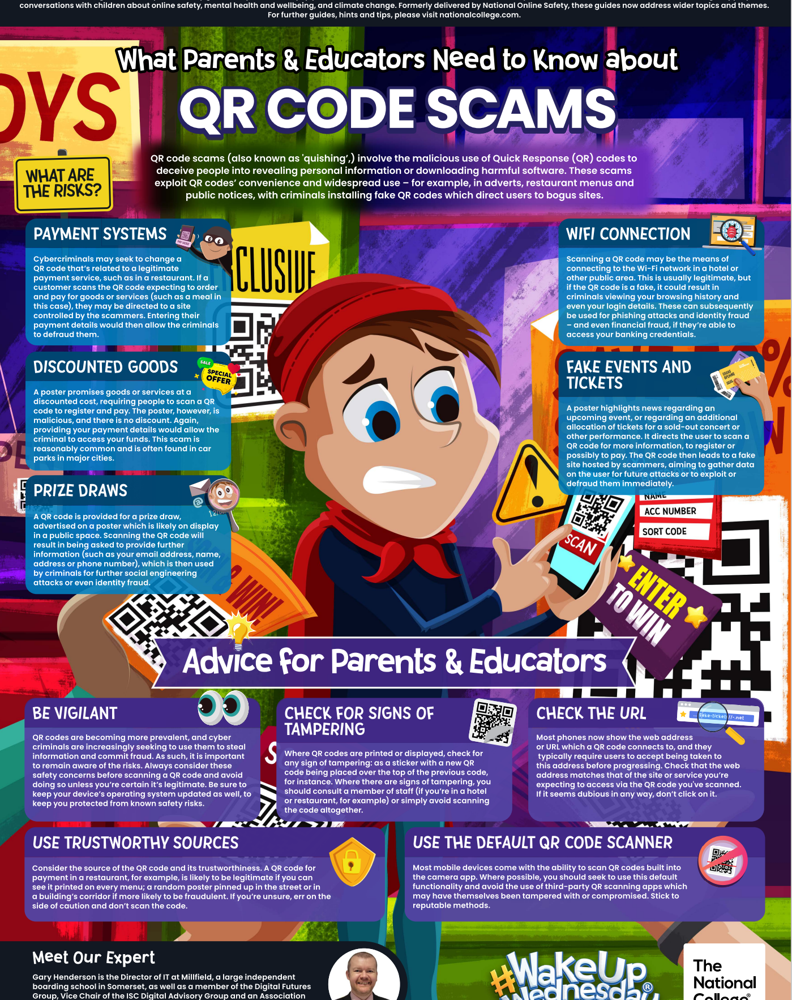 conversations with children about online safety, mental health and wellbeing, and climate change. Formerly delivered by National Online Safety, these guides now address wider topics and themes.
For further guides, hints and tips, please visit nationalcollege.com.
OYS
What Parents & Educators Need to Know about
QR CODE SCAMS
QR code scams (also known as 'quishing',) involve the malicious use of Quick Response (QR) codes to
deceive people into revealing personal information or downloading harmful software. These scams
exploit QR codes' convenience and widespread use – for example, in adverts, restaurant menus and
public notices, with criminals installing fake QR codes which direct users to bogus sites.
WHAT ARE
THE RISKS?
PAYMENT SYSTEMS
PAY HERE
Cybercriminals may seek to change a
QR code that's related to a legitimate
payment service, such as in a restaurant. If a
customer scans the QR code expecting to order
and pay for goods or services (such as a meal in
this case), they may be directed to a site
controlled by the scammers. Entering their
payment details would then allow the criminals
to defraud them.
CLUSIVE
DISCOUNTED GOODS
SALE
SPECIAL
OFFER
A poster promises goods or services at a
discounted cost, requiring people to scan a QR
code to register and pay. The poster, however, is
malicious, and there is no discount. Again,
providing your payment details would allow the
criminal to access your funds. This scam is
reasonably common and is often found in car
parks in major cities.
PRIZE DRAWS
@
A QR code is provided for a prize draw,
advertised on a poster which is likely on display
in a public space. Scanning the QR code will
result in being asked to provide further
information (such as your email address, name,
address or phone number), which is then used
by criminals for further social engineering
attacks or even identity fraud.
O WIN!
WIFI CONNECTION
Scanning a QR code may be the means of
connecting to the Wi-Fi network in a hotel or
other public area. This is usually legitimate, but
if the QR code is a fake, it could result in
criminals viewing your browsing history and
even your login details. These can subsequently
be used for phishing attacks and identity fraud
– and even financial fraud, if they're able to
access your banking credentials.
FAKE EVENTS AND
TICKETS
GRAND
OPENING
A poster highlights news regarding an
upcoming event, or regarding an additional
allocation of tickets for a sold-out concert or
other performance. It directs the user to scan a
QR code for more information, to register or
possibly to pay. The QR code then leads to a fake
site hosted by scammers, aiming to gather data
on the user for future attacks or to exploit or
defraud them immediately.
NAME
ACC NUMBER
SORT CODE
SCAN
ENTER
TO WIN
Advice for Parents & Educators
BE VIGILANT
QR codes are becoming more prevalent, and cyber
criminals are increasingly seeking to use them to steal
information and commit fraud. As such, it is important
to remain aware of the risks. Always consider these
safety concerns before scanning a QR code and avoid
doing so unless you're certain it's legitimate. Be sure to
keep your device's operating system updated as well, to
keep you protected from known safety risks.
CHECK FOR SIGNS OF
TAMPERING
Where QR codes are printed or displayed, check for
any sign of tampering: as a sticker with a new QR
code being placed over the top of the previous code,
for instance. Where there are signs of tampering, you
should consult a member of staff (if you're in a hotel
or restaurant, for example) or simply avoid scanning
the code altogether.
CHECK THE URL
...fake-tickets//-.net
Most phones now show the web address
or URL which a QR code connects to, and they
typically require users to accept being taken to
this address before progressing. Check that the web
address matches that of the site or service you're
expecting to access via the QR code you've scanned.
If it seems dubious in any way, don't click on it.
USE TRUSTWORTHY SOURCES
Consider the source of the QR code and its trustworthiness. A QR code for
payment in a restaurant, for example, is likely to be legitimate if you can
see it printed on every menu; a random poster pinned up in the street or in
a building's corridor if more likely to be fraudulent. If you're unsure, err on the
side of caution and don't scan the code.
USE THE DEFAULT QR CODE SCANNER
Most mobile devices come with the ability to scan QR codes built into
the camera app. Where possible, you should seek to use this default
functionality and avoid the use of third-party QR scanning apps which
may have themselves been tampered with or compromised. Stick to
reputable methods.
Meet Our Expert
Gary Henderson is the Director of IT at Millfield, a large independent
boarding school in Somerset, as well as a member of the Digital Futures
Group, Vice Chair of the ISC Digital Advisory Group and an Association
#WakeUp
Wednesday®
The
National
College®